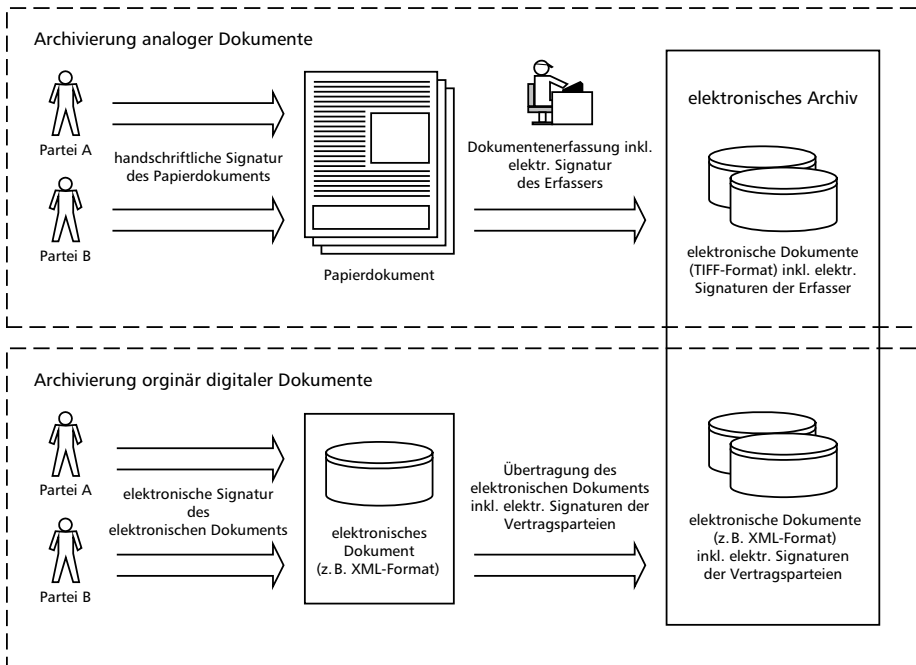 Archivierung analoger Dokumente
Partei A
handschriftliche Signatur
des Papierdokuments
Partei B
Papierdokument
Dokumentenerfassung inkl.
elektr. Signatur
des Erfassers
elektronisches Archiv
elektronische Dokumente
(TIFF-Format) inkl. elektr.
Signaturen der Erfasser
Archivierung orginär digitaler Dokumente
Partei A
elektronische Signatur
des
elektronischen Dokuments
Partei B
elektronisches
Dokument
(z. B. XML-Format)
Übertragung des
elektronischen Dokuments
inkl. elektr. Signaturen der
Vertragsparteien
elektronische Dokumente
(z. B. XML-Format)
inkl. elektr. Signaturen
der Vertragsparteien